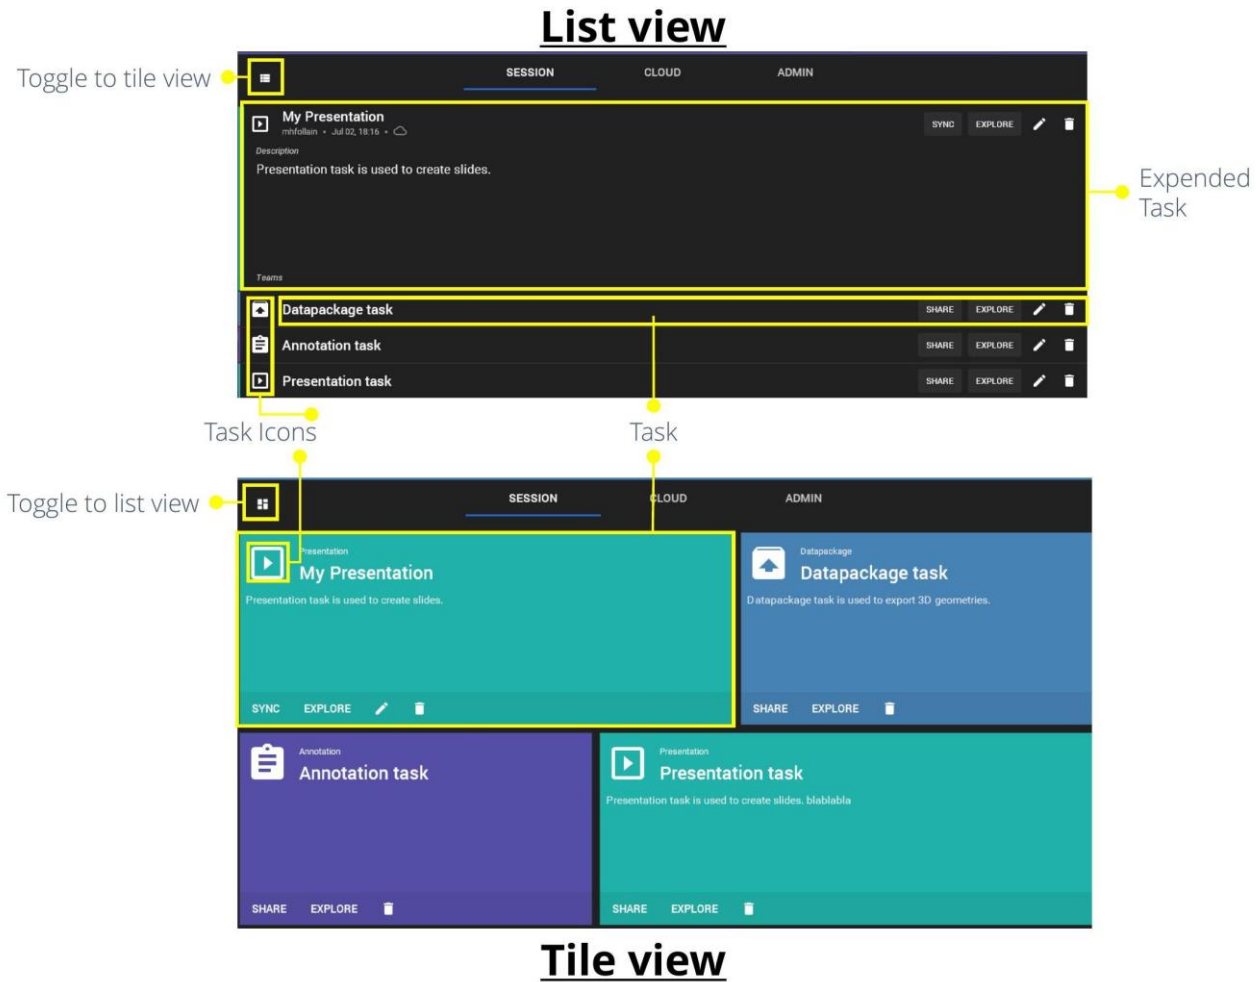 List view
Toggle to tile view
SESSION CLOUD ADMIN
My Presentation
mhfollain • Jul 02, 18:16 •
SYNC EXPLORE
Description
Presentation task is used to create slides.
Expended
Task
Teams
Datapackage task SHARE EXPLORE
Annotation task SHARE EXPLORE
Presentation task SHARE EXPLORE
Task Icons
Task
Toggle to list view
SESSION CLOUD ADMIN
Presentation
My Presentation
Presentation task is used to create slides.
SYNC EXPLORE
Datapackage
Datapackage task
Datapackage task is used to export 3D geometries.
SHARE EXPLORE
Annotation
Annotation task
SHARE EXPLORE
Presentation
Presentation task
Presentation task is used to create slides. blablabla
SHARE EXPLORE
Tile view